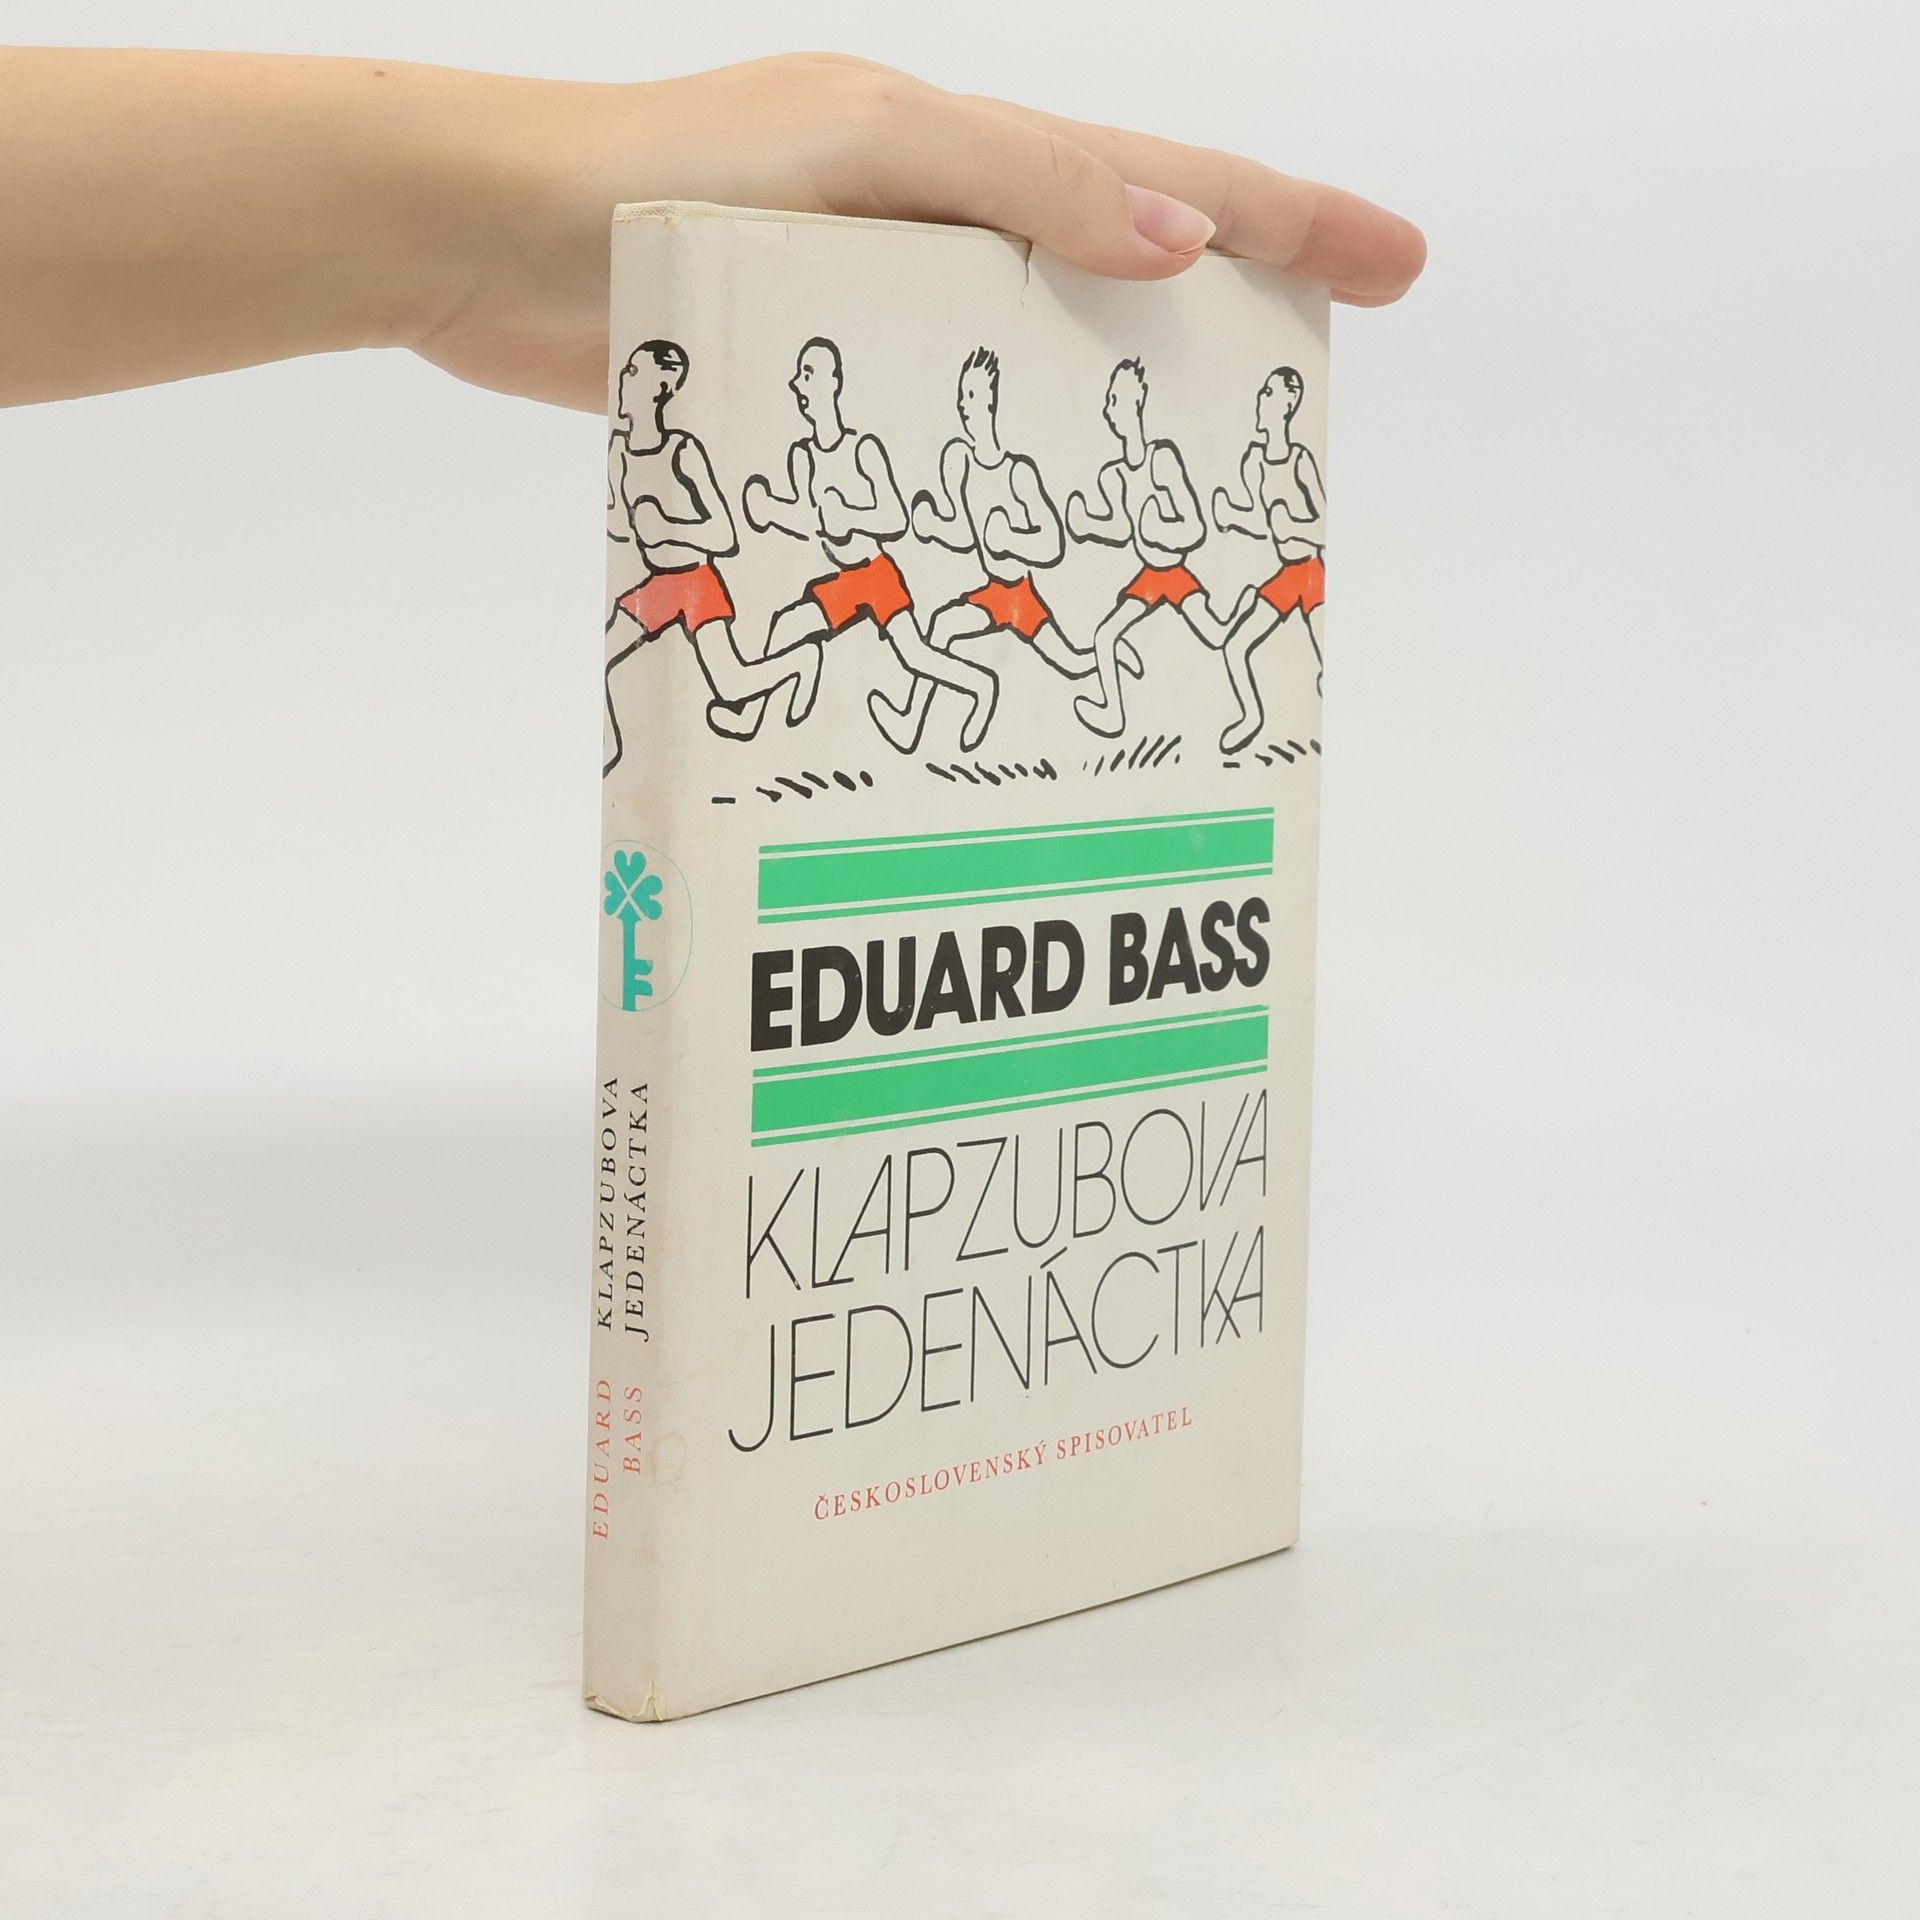 EDUARD BASS
KLAPZUBOVA
JEDENÁCTKA
ČESKOSLOVENSKÝ SPISOVATEL
EDUARD KLAPZUBOVA
BASS JEDENÁCTKA